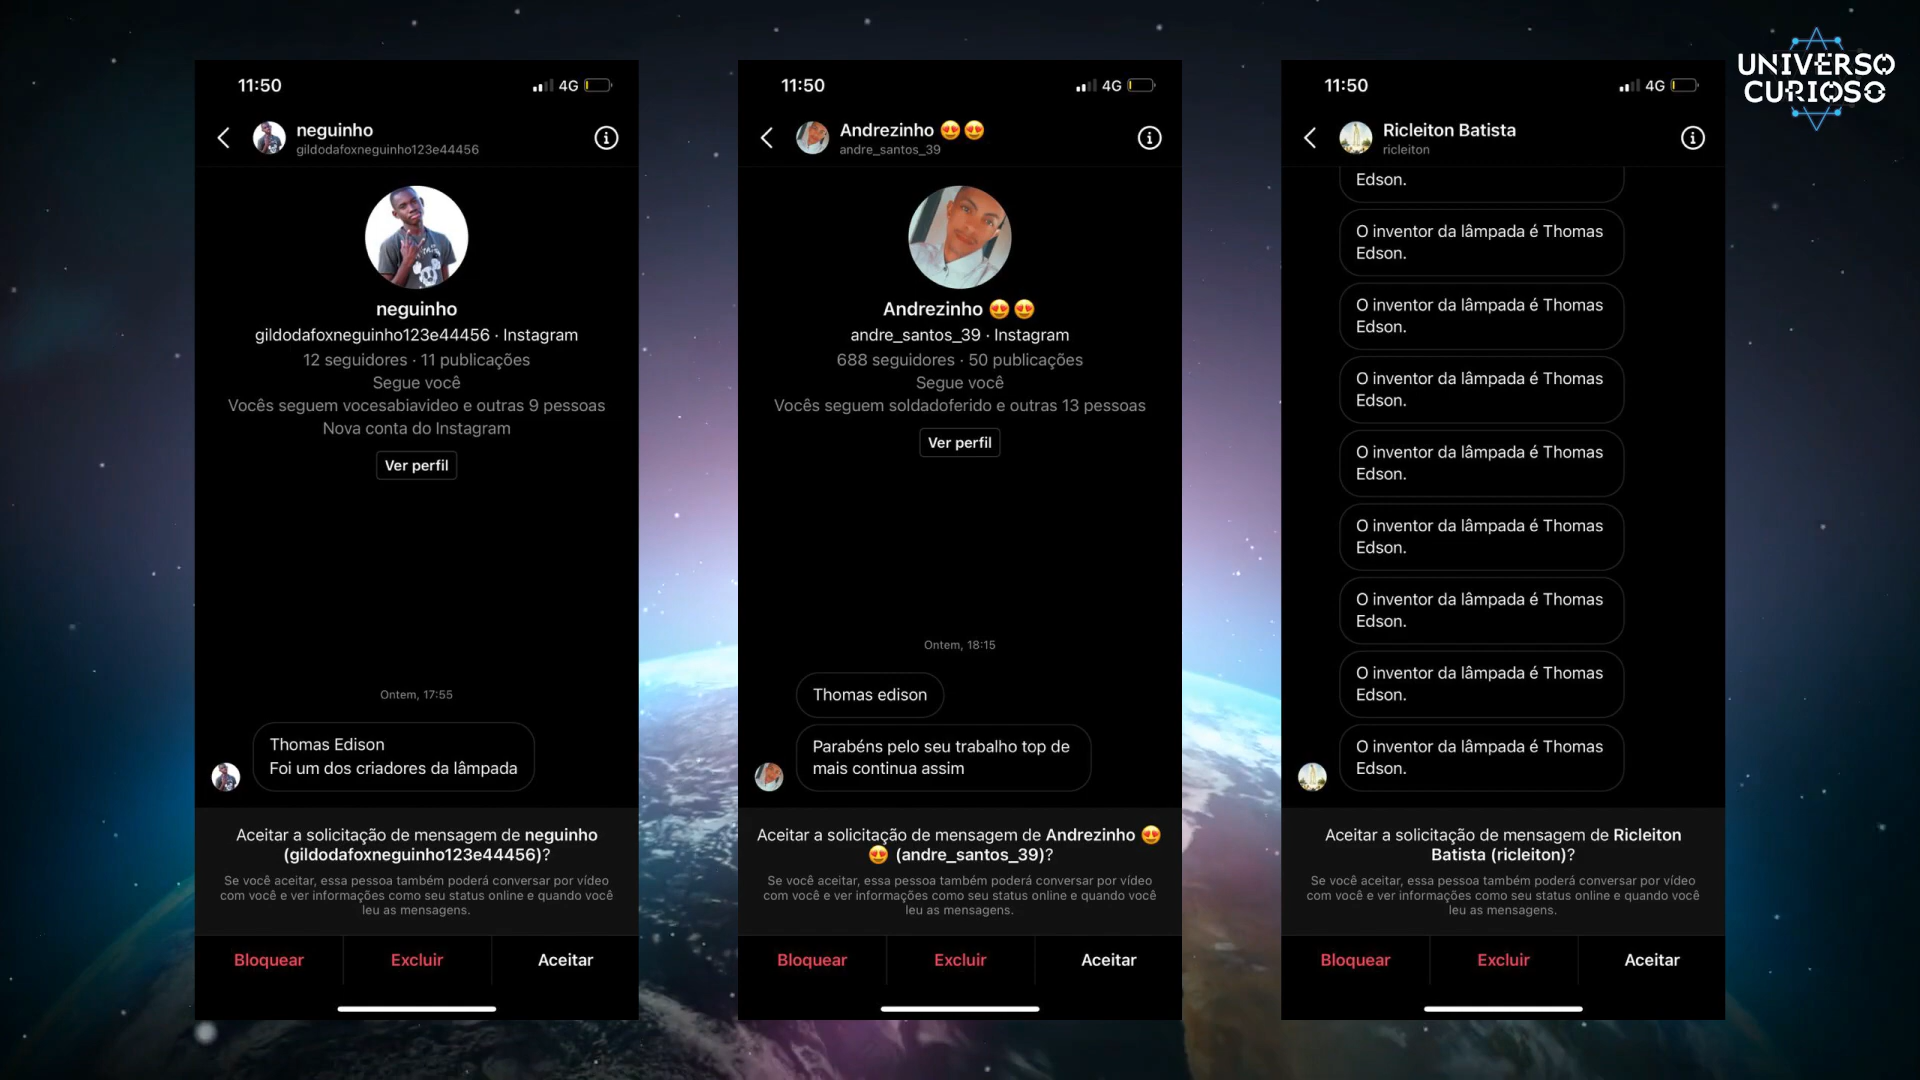 UNIVERSO
CURIOSO
11:50
4G
neguinho
gildodafoxneguinho123e44456
neguinho
gildodafoxneguinho123e44456 · Instagram
12 seguidores · 11 publicações
Segue você
Vocês seguem vocesabiavideo e outras 9 pessoas
Nova conta do Instagram
Ver perfil
Ontem, 17:55
Thomas Edison
Foi um dos criadores da lâmpada
Aceitar a solicitação de mensagem de neguinho
(gildodafoxneguinho123e44456)?
Se você aceitar, essa pessoa também poderá conversar por vídeo
com você e ver informações como seu status online e quando você
leu as mensagens.
Bloquear
Excluir
Aceitar
11:50
4G
Andrezinho 😍😍
andre_santos_39
Andrezinho 😍😍
andre_santos_39 · Instagram
688 seguidores · 50 publicações
Segue você
Vocês seguem soldadoferido e outras 13 pessoas
Ver perfil
Ontem, 18:15
Thomas edison
Parabéns pelo seu trabalho top de
mais continua assim
Aceitar a solicitação de mensagem de Andrezinho 😍
😍 (andre_santos_39)?
Se você aceitar, essa pessoa também poderá conversar por vídeo
com você e ver informações como seu status online e quando você
leu as mensagens.
Bloquear
Excluir
Aceitar
11:50
4G
Ricleiton Batista
ricleiton
Edson.
O inventor da lâmpada é Thomas
Edson.
O inventor da lâmpada é Thomas
Edson.
O inventor da lâmpada é Thomas
Edson.
O inventor da lâmpada é Thomas
Edson.
O inventor da lâmpada é Thomas
Edson.
O inventor da lâmpada é Thomas
Edson.
O inventor da lâmpada é Thomas
Edson.
O inventor da lâmpada é Thomas
Edson.
Aceitar a solicitação de mensagem de Ricleiton
Batista (ricleiton)?
Se você aceitar, essa pessoa também poderá conversar por vídeo
com você e ver informações como seu status online e quando você
leu as mensagens.
Bloquear
Excluir
Aceitar